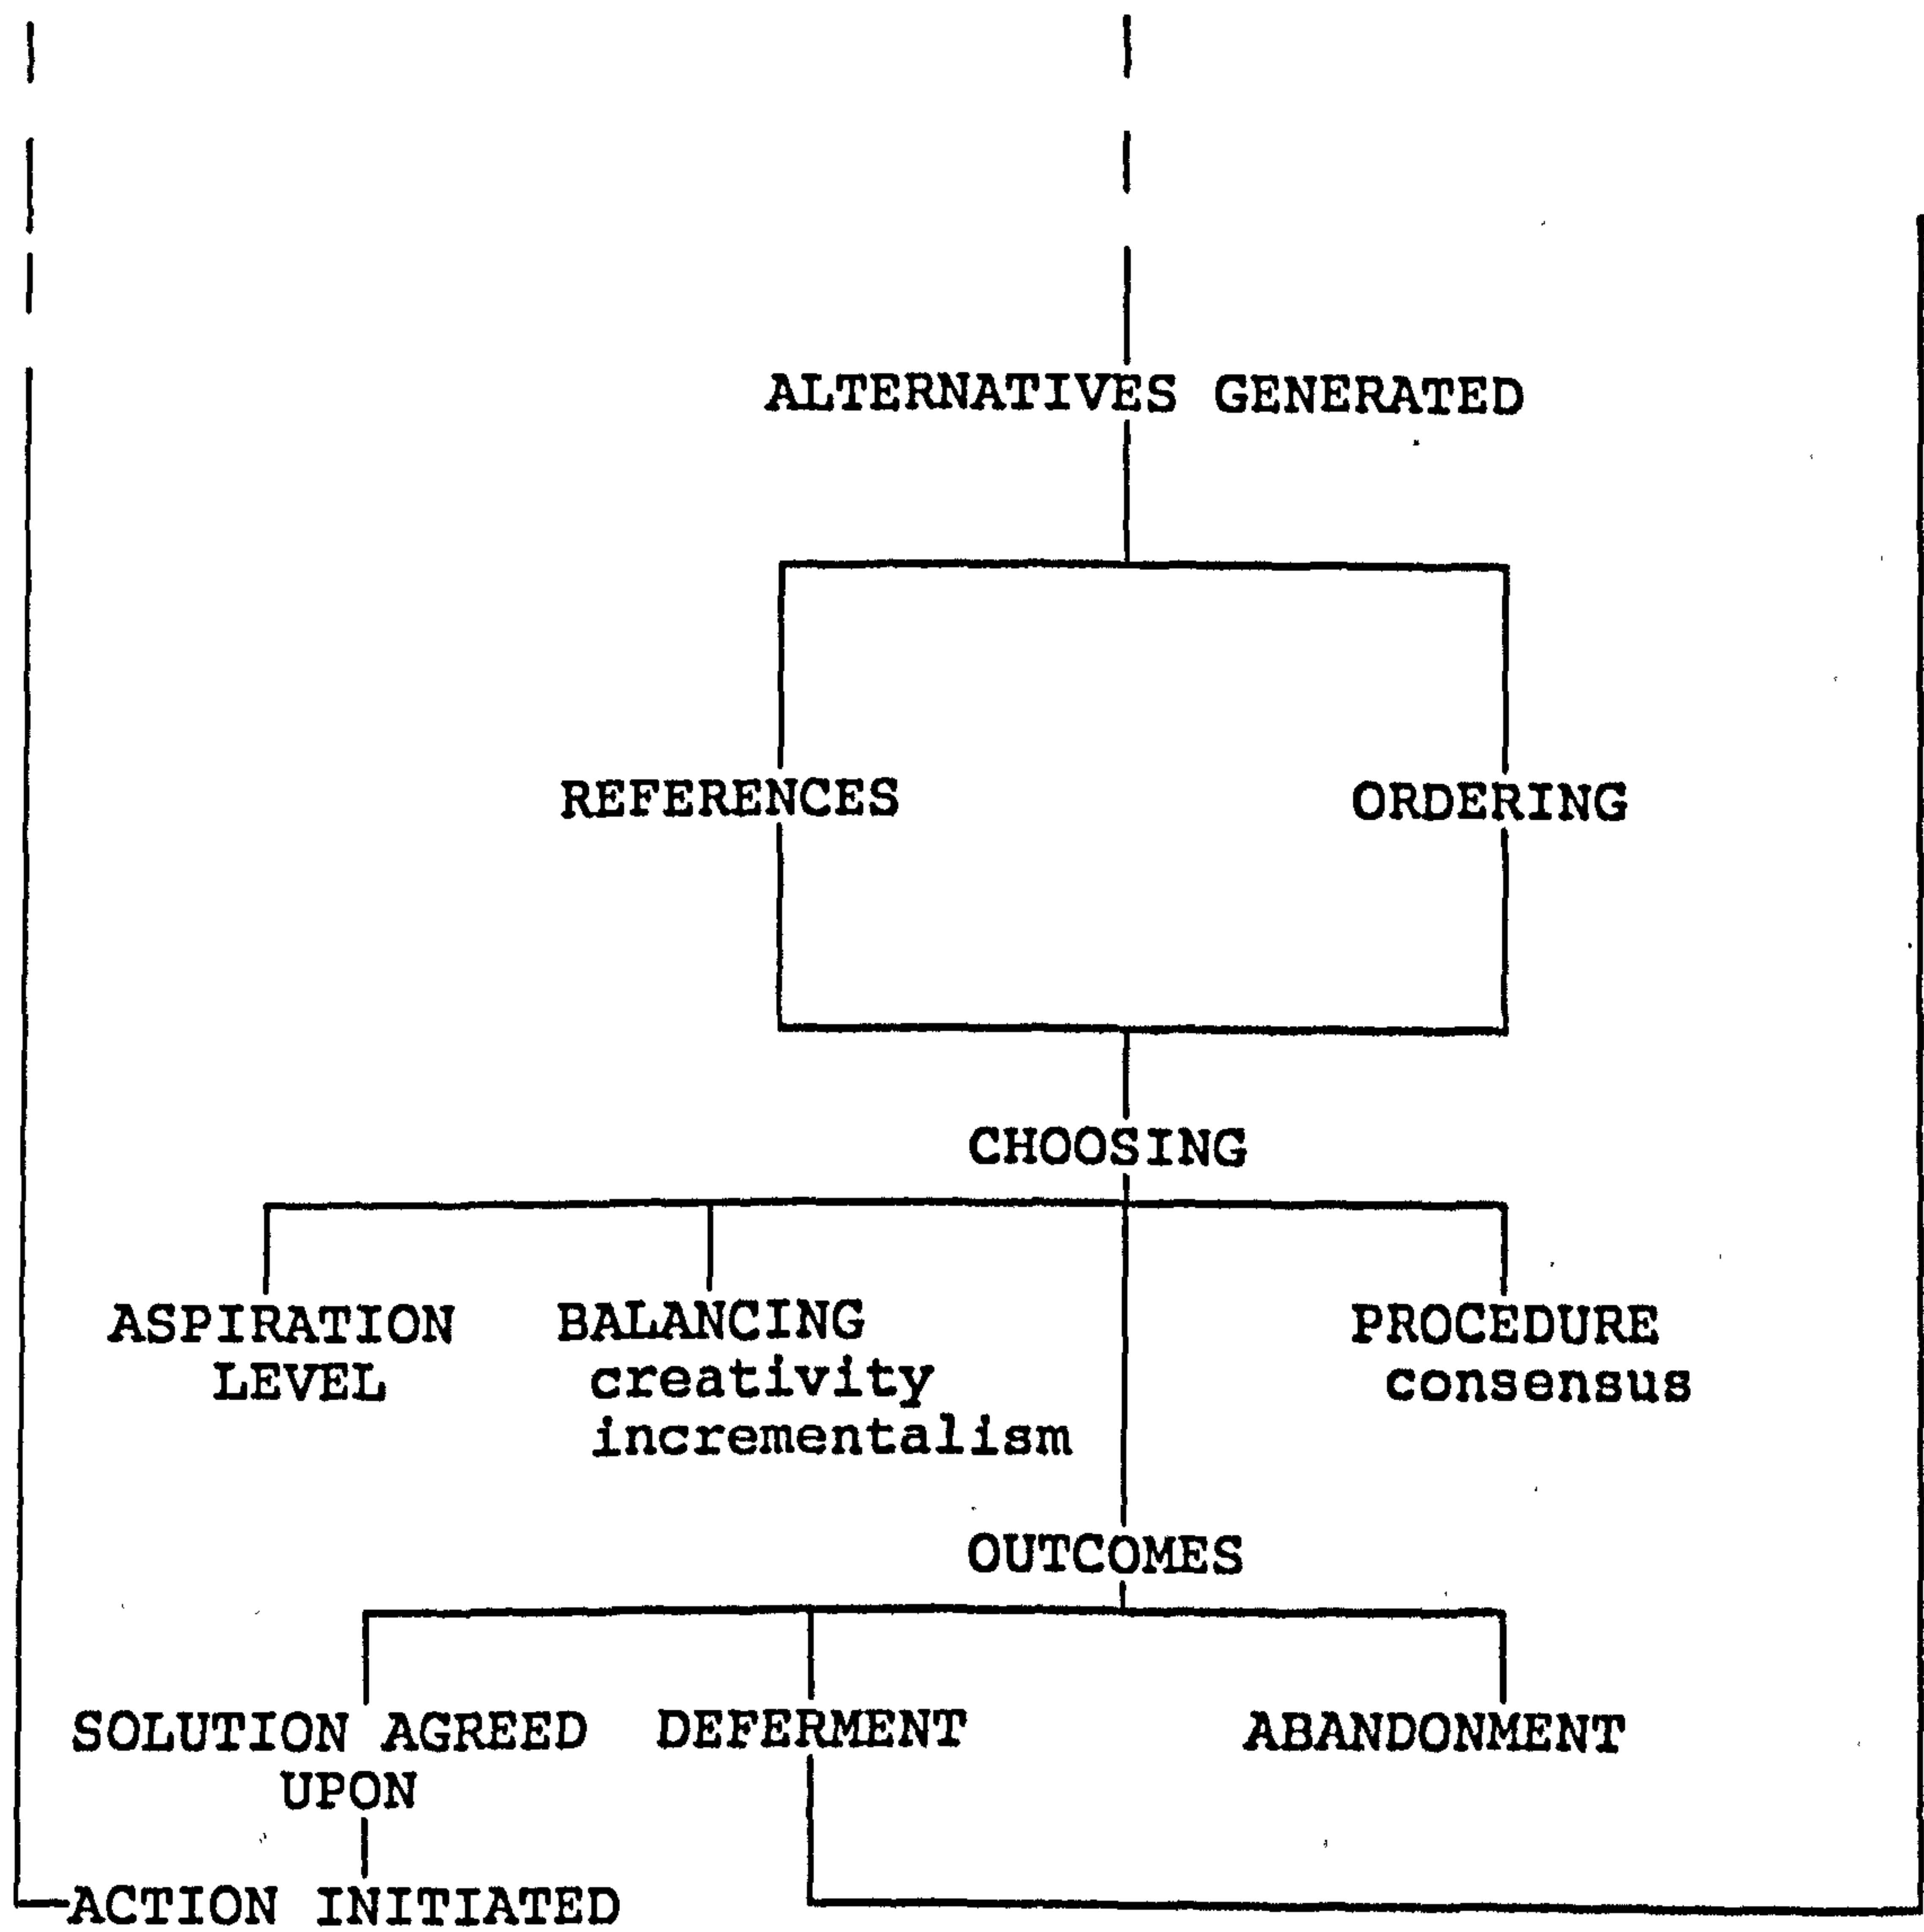 ALTERNATIVES GENERATED
REFERENCES
ORDERING
CHOOSING
ASPIRATION
LEVEL
BALANCING
creativity
incrementalism
PROCEDURE
consensus
OUTCOMES
SOLUTION AGREED
UPON
DEFERMENT
ABANDONMENT
ACTION INITIATED